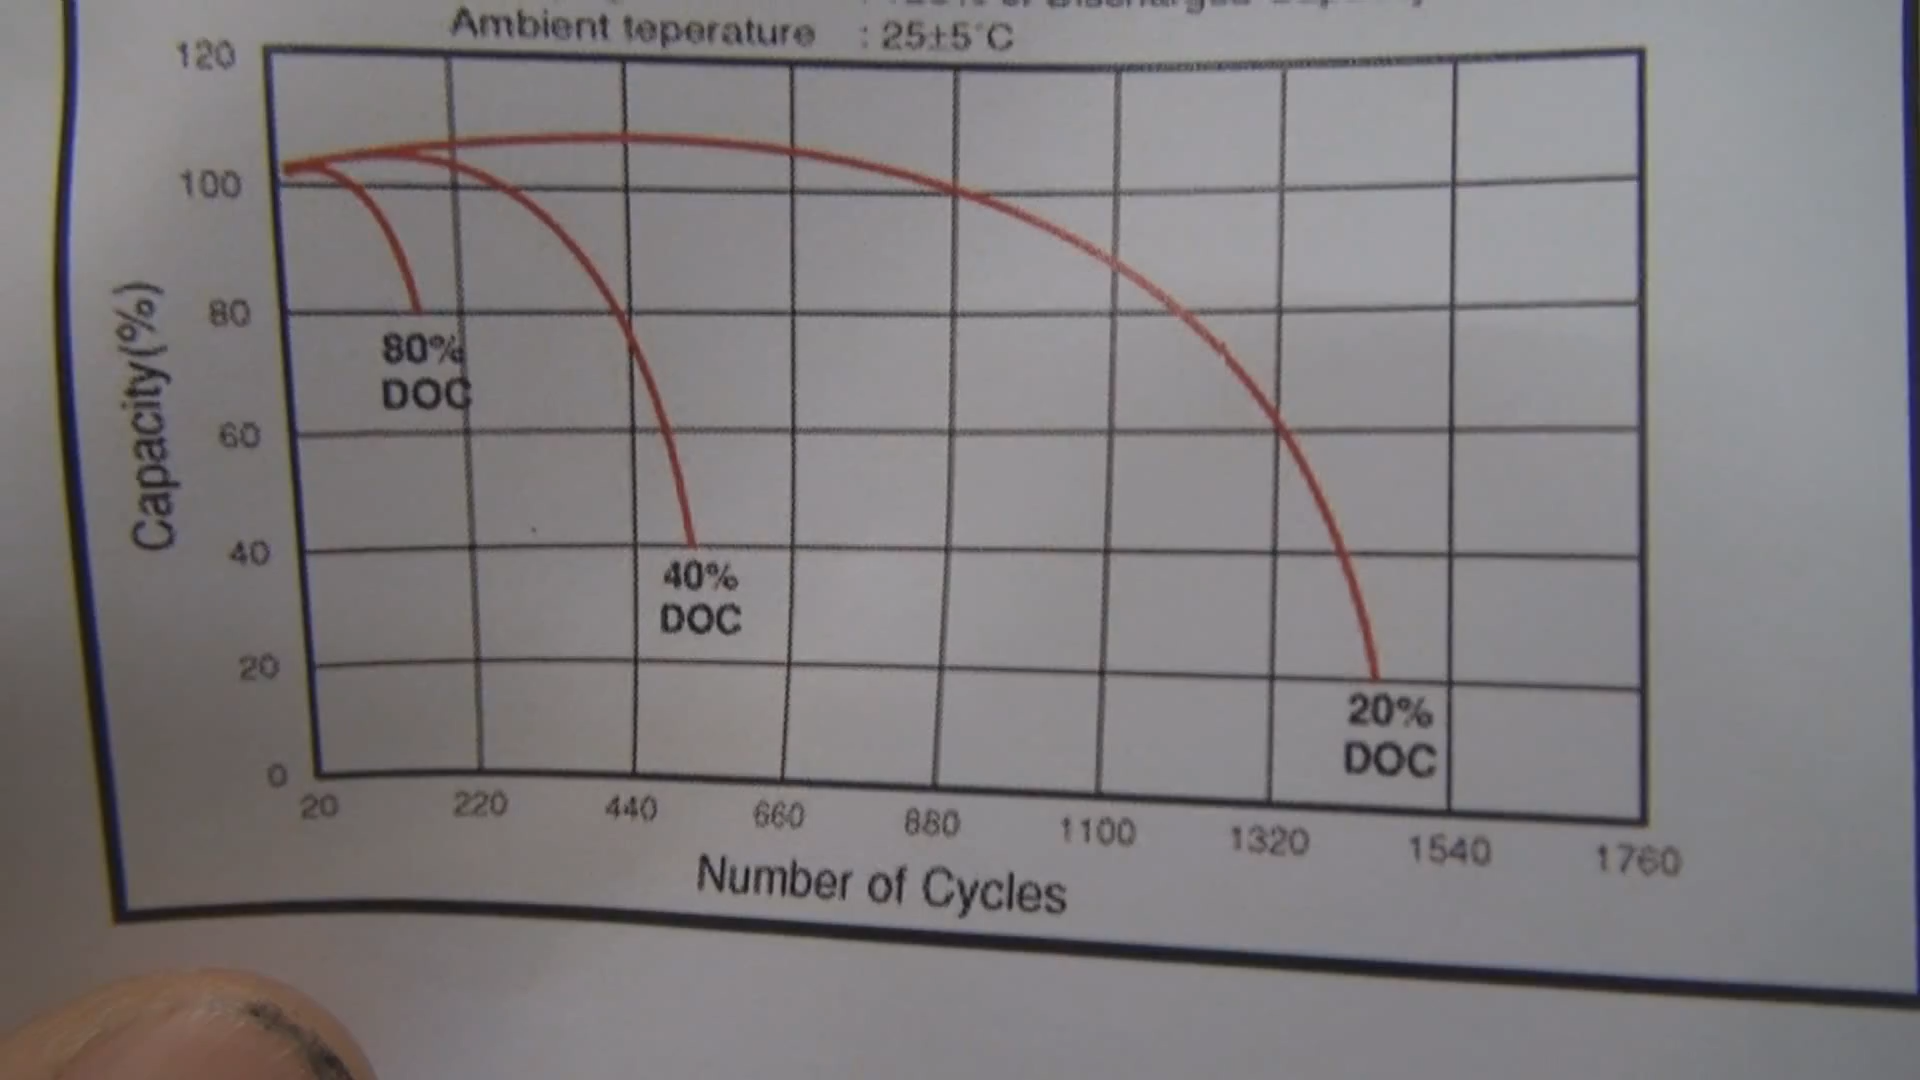 Ambient teperature : 25±5°C
120
100
80
60
40
20
0
Capacity(%)
80%
DOC
40%
DOC
20%
DOC
20 220 440 660 880 1100 1320 1540 1760
Number of Cycles